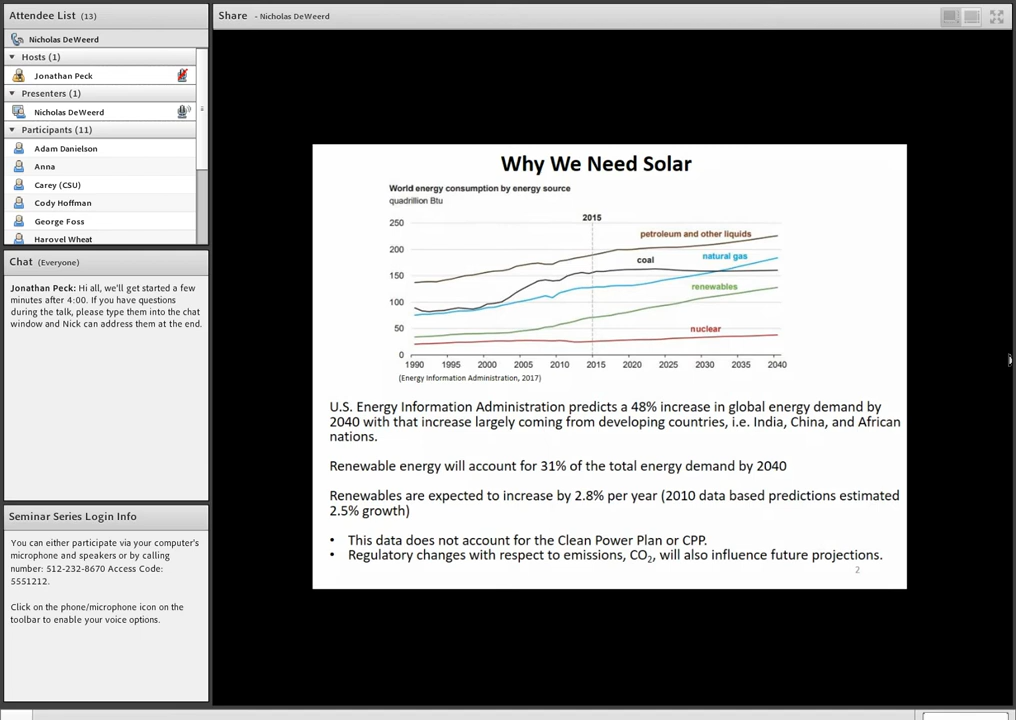 Attendee List (13)
Nicholas DeWeerd
Hosts (1)
Jonathan Peck
Presenters (1)
Nicholas DeWeerd
Participants (11)
Adam Danielson
Anna
Carey (CSU)
Cody Hoffman
George Foss
Harovel Wheat
Chat (Everyone)
Jonathan Peck: Hi all, we'll get started a few
minutes after 4:00. If you have questions
during the talk, please type them into the chat
window and Nick can address them at the end.
Seminar Series Login Info
You can either participate via your computer's
microphone and speakers or by calling
number: 512-232-8670 Access Code:
5551212.
Click on the phone/microphone icon on the
toolbar to enable your voice options.
Share - Nicholas DeWeerd
Why We Need Solar
World energy consumption by energy source
quadrillion Btu
2015
250
200
150
100
50
0
petroleum and other liquids
natural gas
coal
renewables
nuclear
1990 1995 2000 2005 2010 2015 2020 2025 2030 2035 2040
(Energy Information Administration, 2017)
U.S. Energy Information Administration predicts a 48% increase in global energy demand by
2040 with that increase largely coming from developing countries, i.e. India, China, and African
nations.
Renewable energy will account for 31% of the total energy demand by 2040
Renewables are expected to increase by 2.8% per year (2010 data based predictions estimated
2.5% growth)
• This data does not account for the Clean Power Plan or CPP.
• Regulatory changes with respect to emissions, CO₂, will also influence future projections.
2